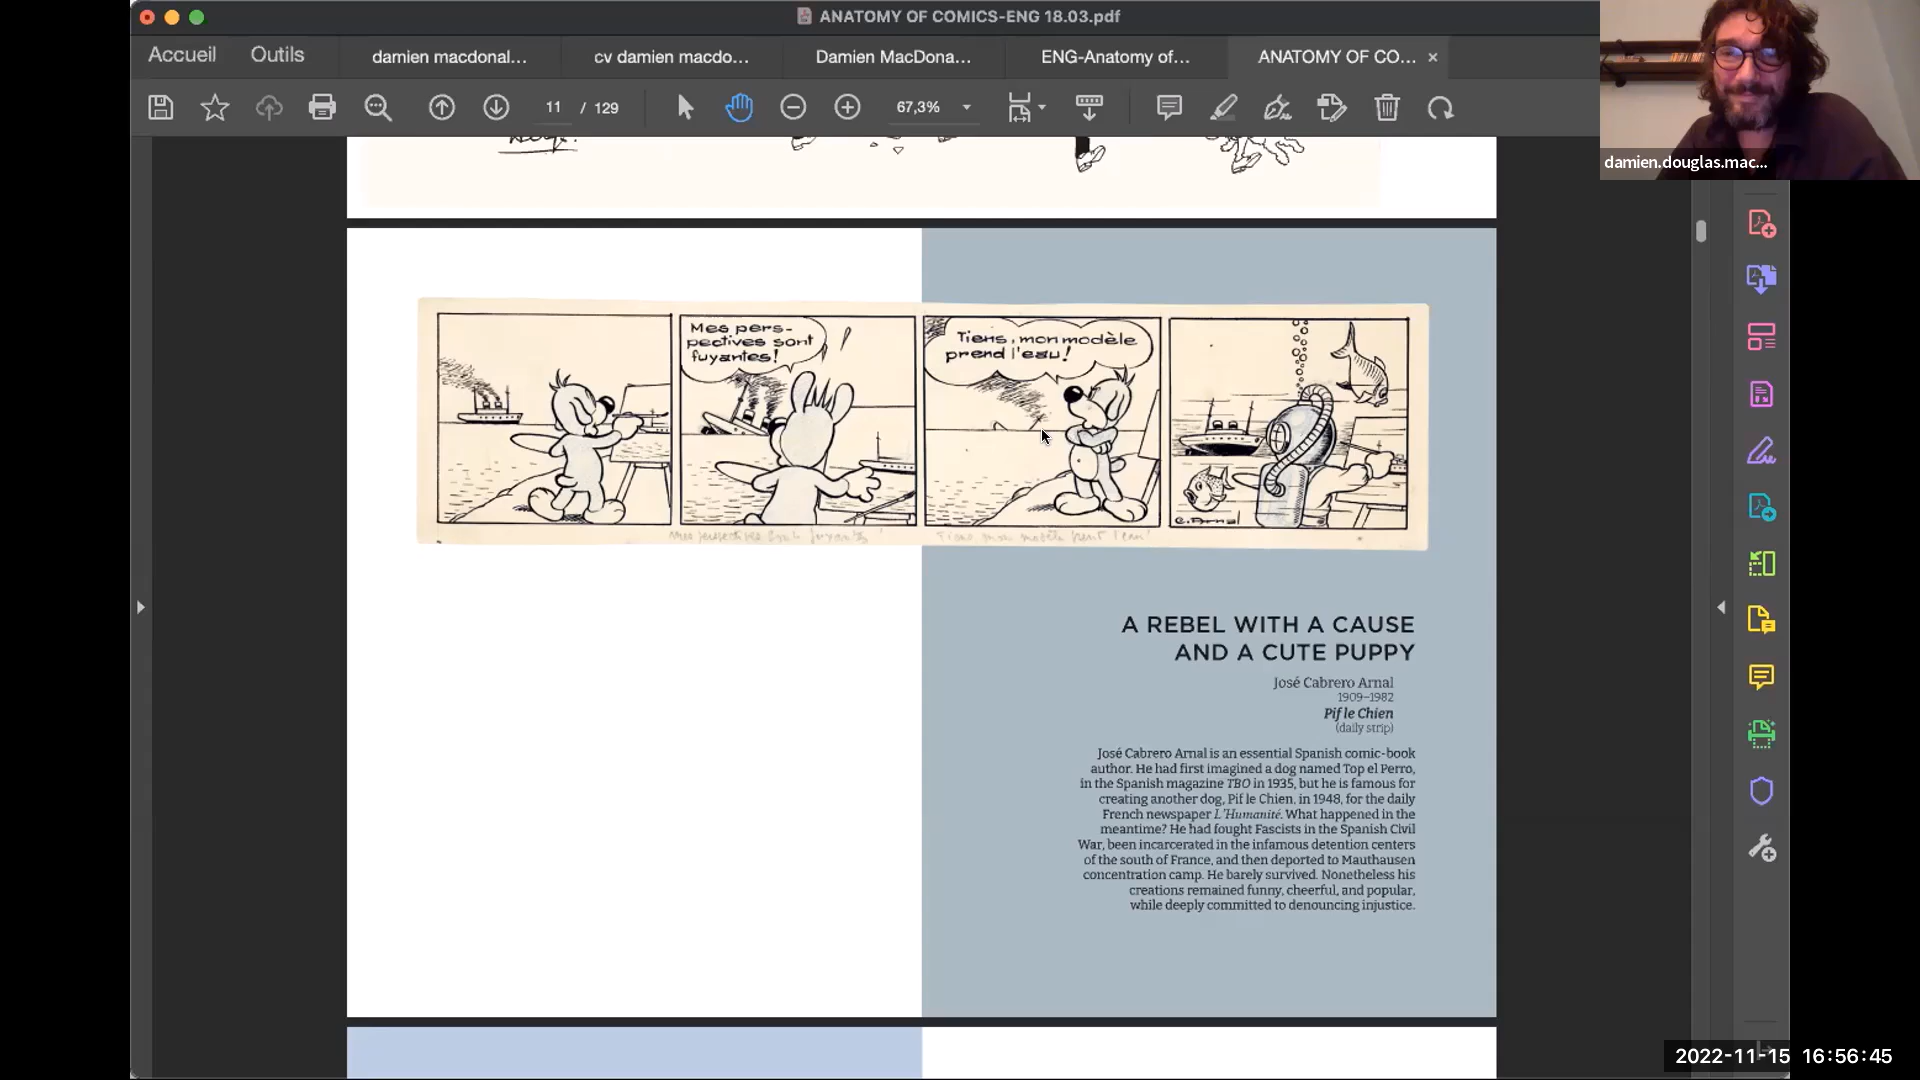 ANATOMY OF COMICS-ENG 18.03.pdf
Accueil
Outils
damien macdonal...
cv damien macdo...
Damien MacDona...
ENG-Anatomy of...
ANATOMY OF CO...
11 / 129
67,3%
damien.douglas.mac...
Mes pers-
pectives sont
fuyantes!
!
Tiens, mon modèle
prend l'eau!
C. Arnal
A REBEL WITH A CAUSE
AND A CUTE PUPPY
José Cabrero Arnal
1909–1982
Pif le Chien
(daily strip)
José Cabrero Arnal is an essential Spanish comic-book
author. He had first imagined a dog named Top el Perro,
in the Spanish magazine TBO in 1935, but he is famous for
creating another dog, Pif le Chien, in 1948, for the daily
French newspaper L'Humanité. What happened in the
meantime? He had fought Fascists in the Spanish Civil
War, been incarcerated in the infamous detention centers
of the south of France, and then deported to Mauthausen
concentration camp. He barely survived. Nonetheless his
creations remained funny, cheerful, and popular,
while deeply committed to denouncing injustice.
2022-11-15 16:56:45